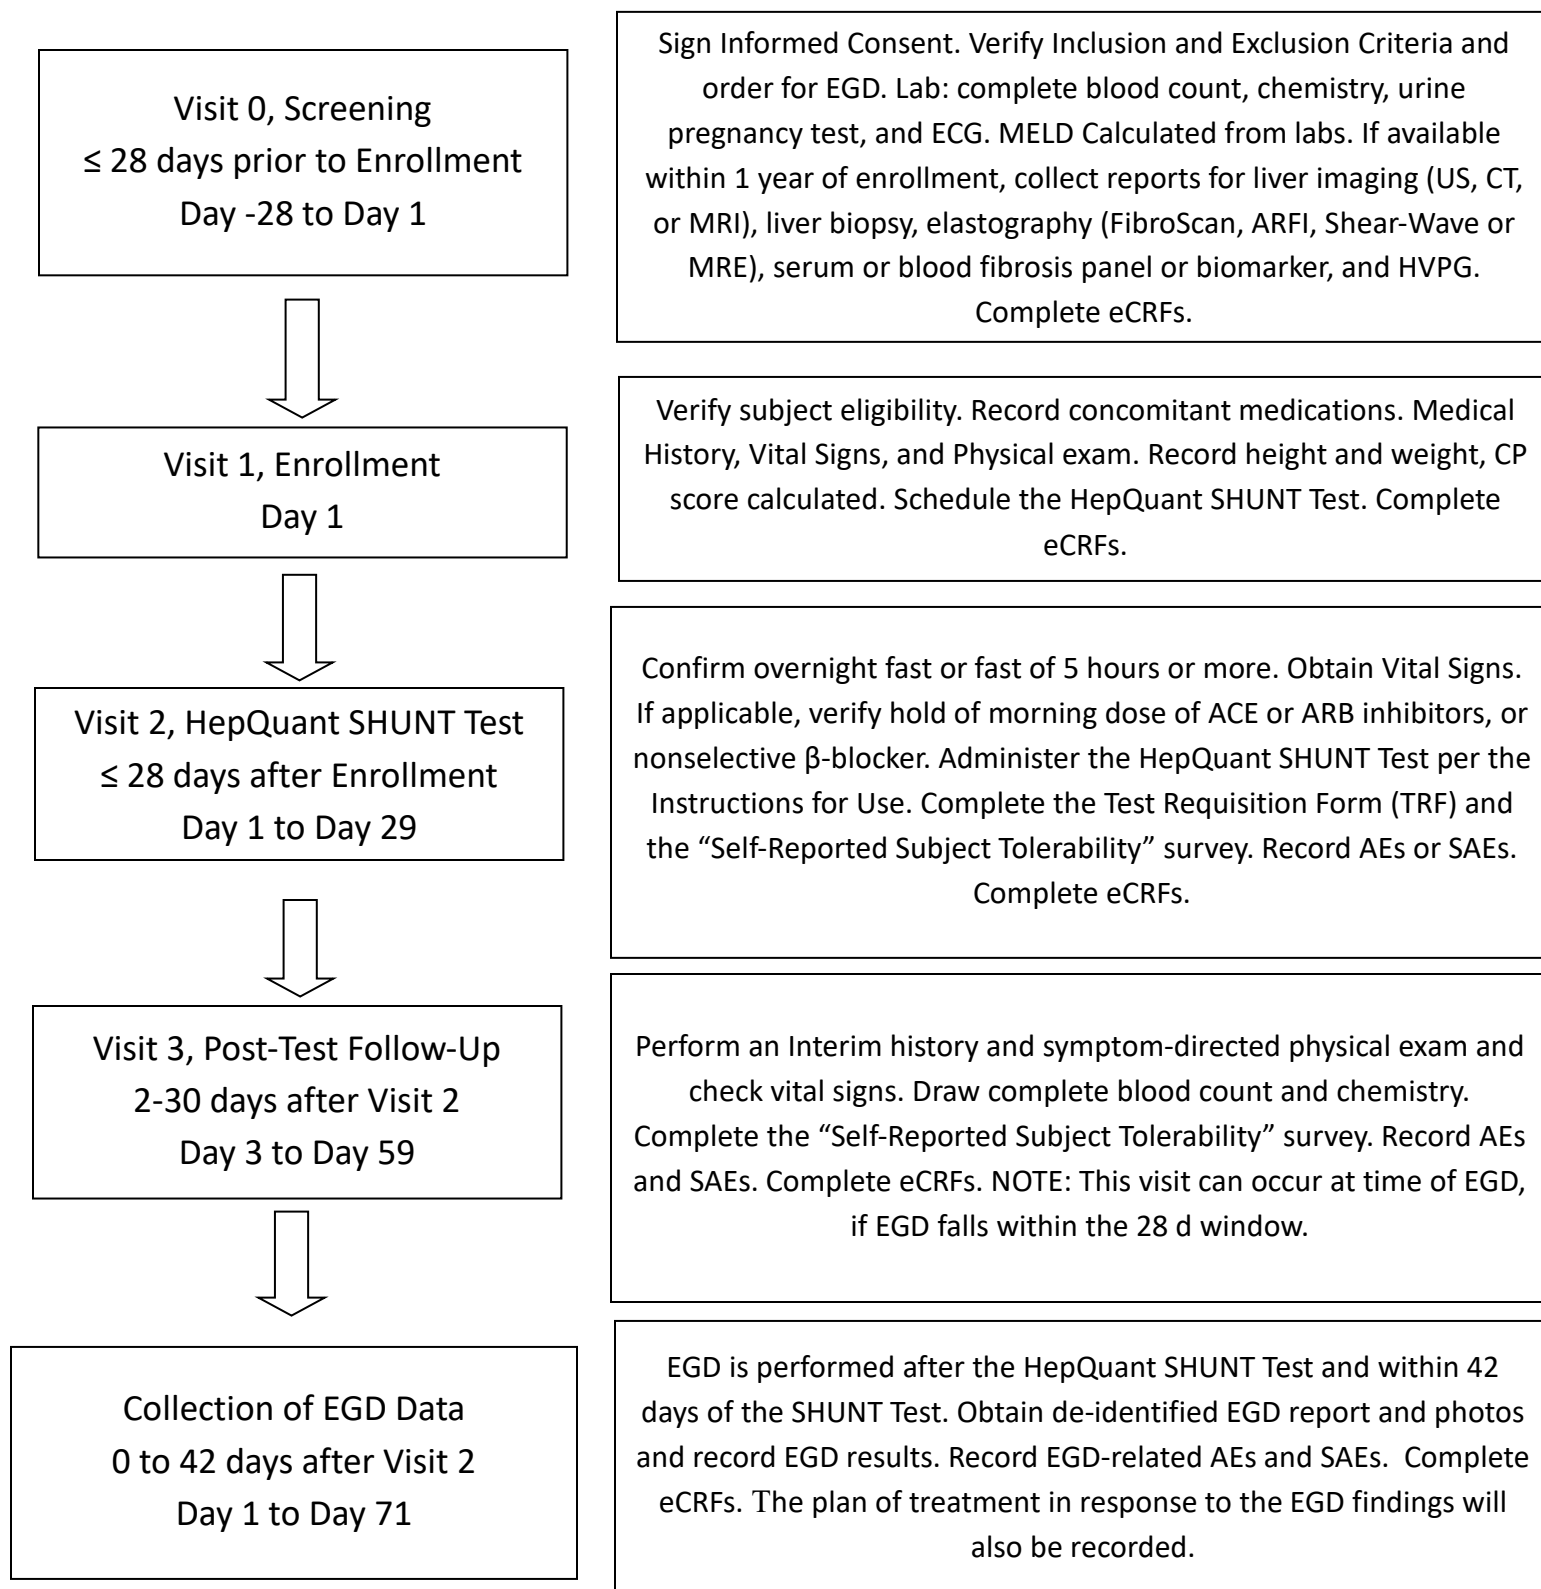 Visit 0, Screening
≤ 28 days prior to Enrollment
Day -28 to Day 1
Sign Informed Consent. Verify Inclusion and Exclusion Criteria and
order for EGD. Lab: complete blood count, chemistry, urine
pregnancy test, and ECG. MELD Calculated from labs. If available
within 1 year of enrollment, collect reports for liver imaging (US, CT,
or MRI), liver biopsy, elastography (FibroScan, ARFI, Shear-Wave or
MRE), serum or blood fibrosis panel or biomarker, and HVPG.
Complete eCRFs.
Visit 1, Enrollment
Day 1
Verify subject eligibility. Record concomitant medications. Medical
History, Vital Signs, and Physical exam. Record height and weight, CP
score calculated. Schedule the HepQuant SHUNT Test. Complete
eCRFs.
Visit 2, HepQuant SHUNT Test
≤ 28 days after Enrollment
Day 1 to Day 29
Confirm overnight fast or fast of 5 hours or more. Obtain Vital Signs.
If applicable, verify hold of morning dose of ACE or ARB inhibitors, or
nonselective β-blocker. Administer the HepQuant SHUNT Test per the
Instructions for Use. Complete the Test Requisition Form (TRF) and
the “Self-Reported Subject Tolerability” survey. Record AEs or SAEs.
Complete eCRFs.
Visit 3, Post-Test Follow-Up
2-30 days after Visit 2
Day 3 to Day 59
Perform an Interim history and symptom-directed physical exam and
check vital signs. Draw complete blood count and chemistry.
Complete the “Self-Reported Subject Tolerability” survey. Record AEs
and SAEs. Complete eCRFs. NOTE: This visit can occur at time of EGD,
if EGD falls within the 28 d window.
Collection of EGD Data
0 to 42 days after Visit 2
Day 1 to Day 71
EGD is performed after the HepQuant SHUNT Test and within 42
days of the SHUNT Test. Obtain de-identified EGD report and photos
and record EGD results. Record EGD-related AEs and SAEs. Complete
eCRFs. The plan of treatment in response to the EGD findings will
also be recorded.